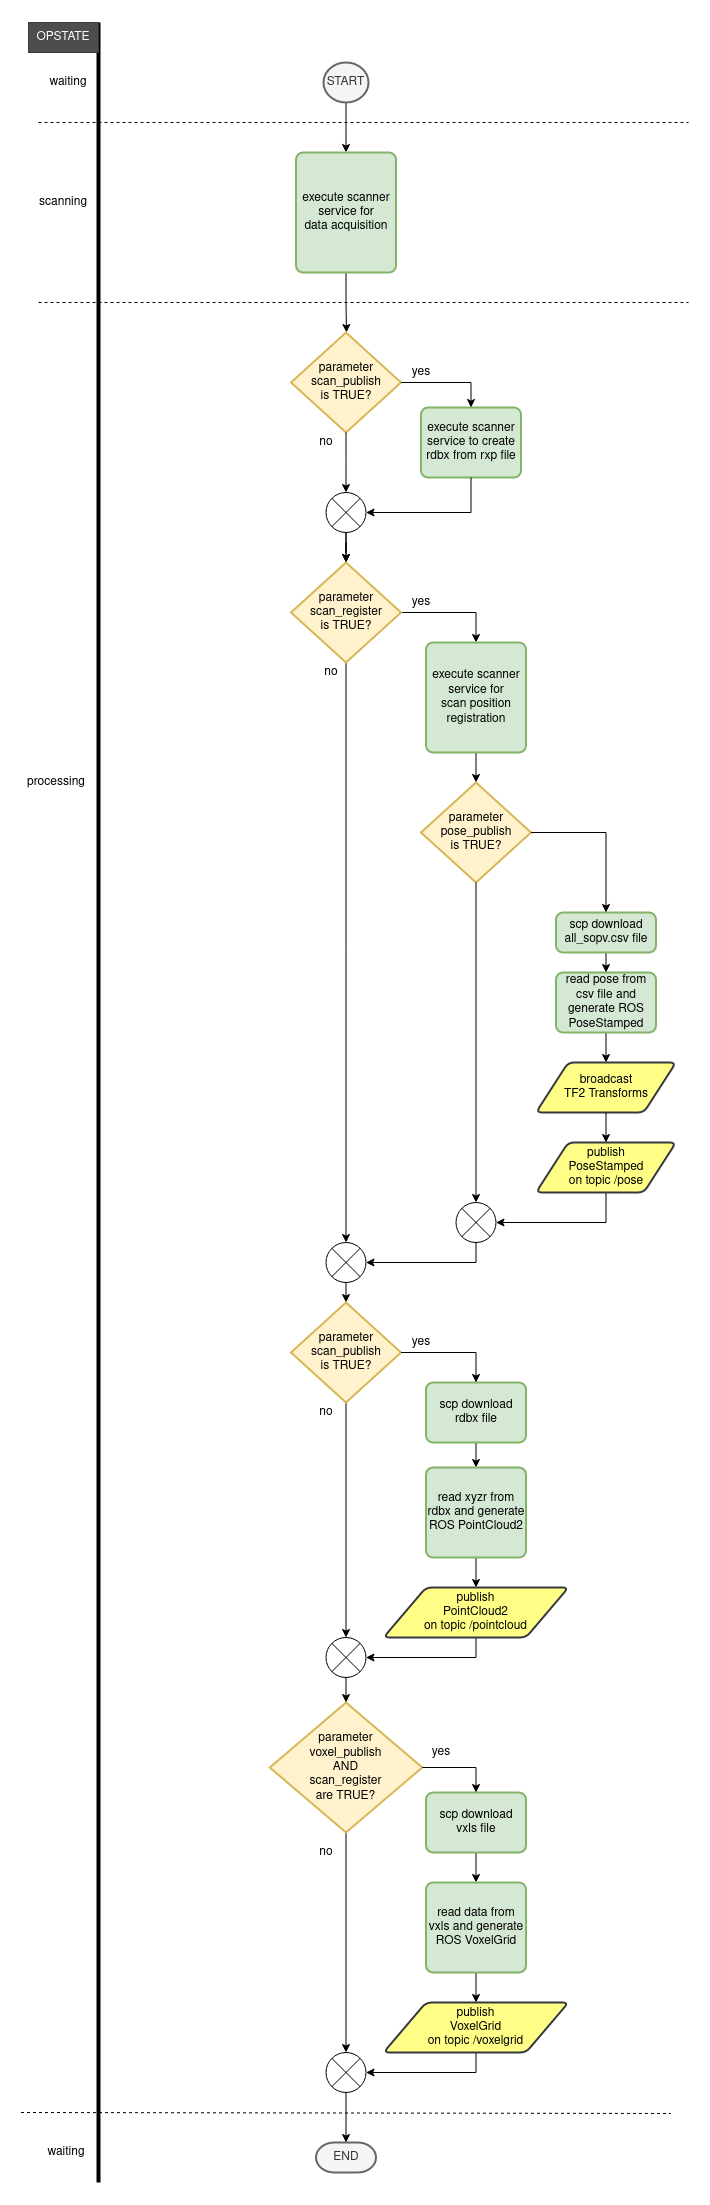 OPSTATE
waiting
START
scanning
execute scanner
service for
data acquisition
parameter
scan_publish
is TRUE?
yes
no
execute scanner
service to create
rdbx from rxp file
parameter
scan_register
is TRUE?
yes
no
execute scanner
service for
scan position
registration
processing
parameter
pose_publish
is TRUE?
scp download
all_sopv.csv file
read pose from
csv file and
generate ROS
PoseStamped
broadcast
TF2 Transforms
publish
PoseStamped
on topic /pose
parameter
scan_publish
is TRUE?
yes
no
scp download
rdbx file
read xyzr from
rdbx and generate
ROS PointCloud2
publish
PointCloud2
on topic /pointcloud
parameter
voxel_publish
AND
scan_register
are TRUE?
yes
no
scp download
vxls file
read data from
vxls and generate
ROS VoxelGrid
publish
VoxelGrid
on topic /voxelgrid
waiting
END